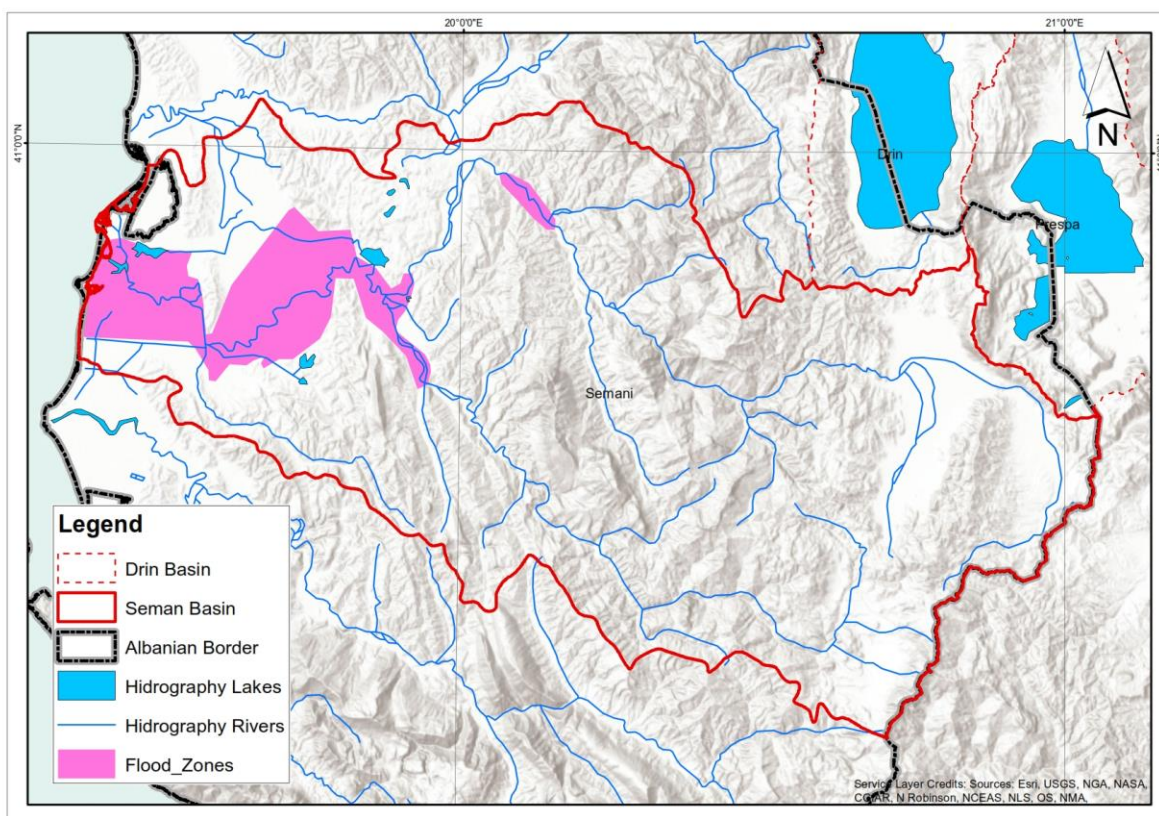 20°0'0"E
21°0'0"E
41°0'0"N
Drin
N
Prespa
Semani
Legend
Drin Basin
Seman Basin
Albanian Border
Hidrography Lakes
Hidrography Rivers
Flood_Zones
Service Layer Credits: Sources: Esri, USGS, NGA, NASA,
CGIAR, N Robinson, NCEAS, NLS, OS, NMA,